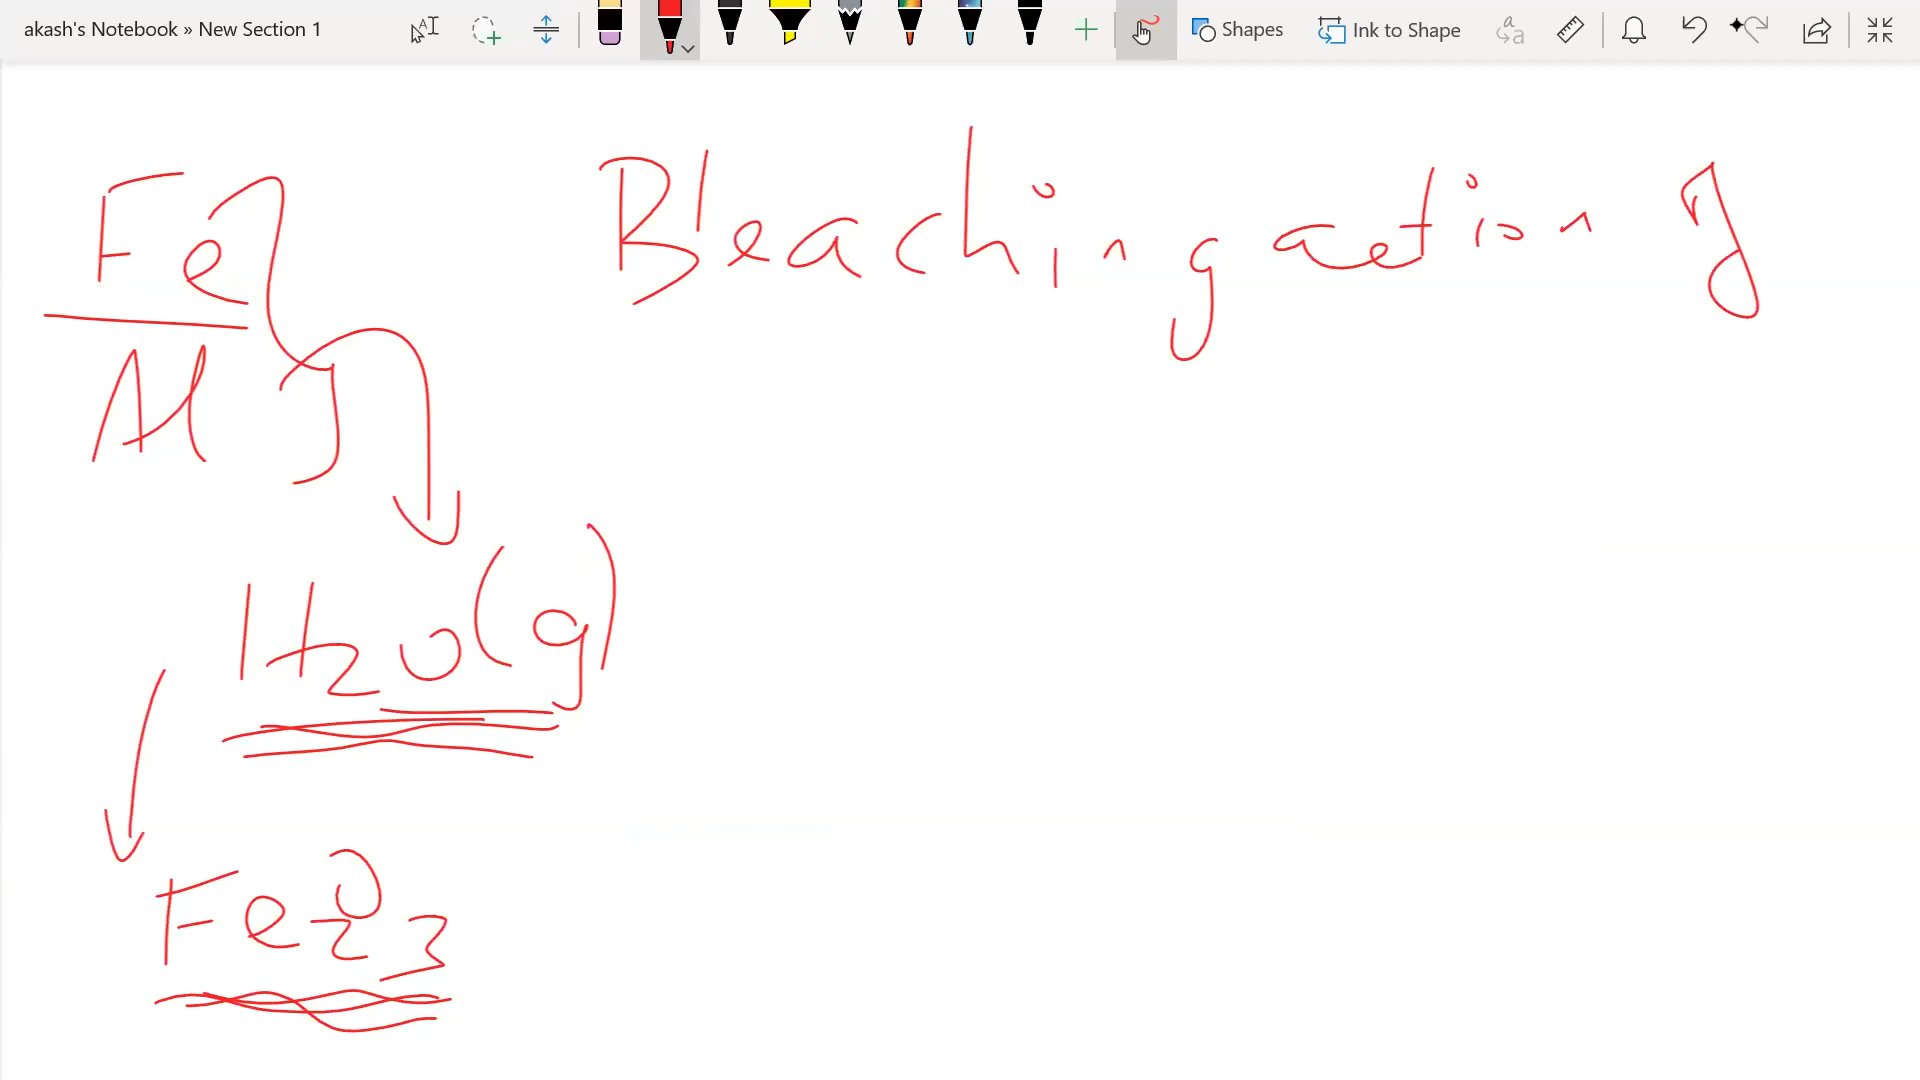 akash's Notebook » New Section 1
Shapes
Ink to Shape
Bleaching action of
Fe
Al
H2O(g)
Fe2O3